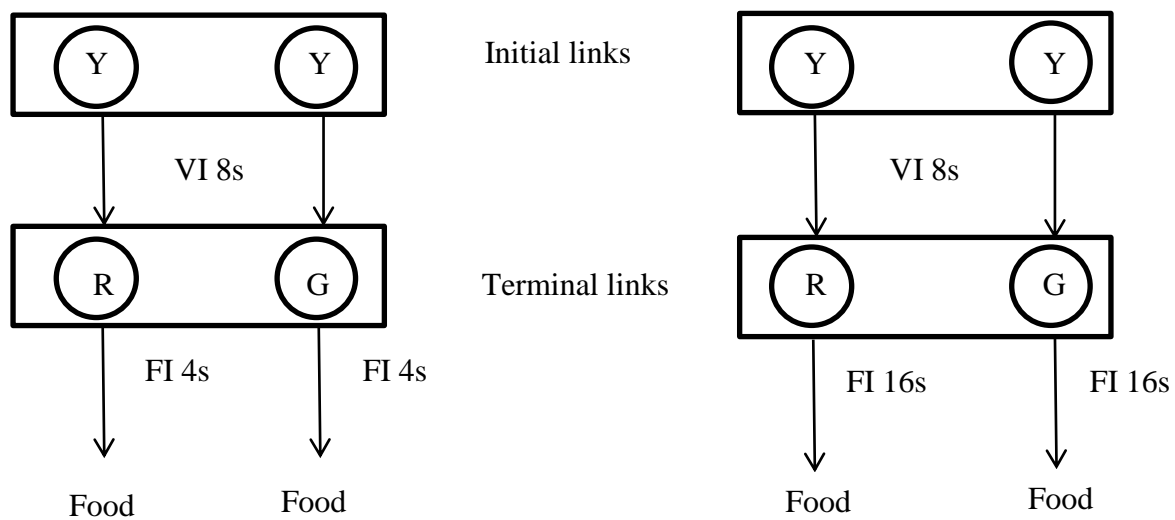 Y Y Initial links Y Y
VI 8s VI 8s
R G Terminal links R G
FI 4s FI 4s FI 16s FI 16s
Food Food Food Food